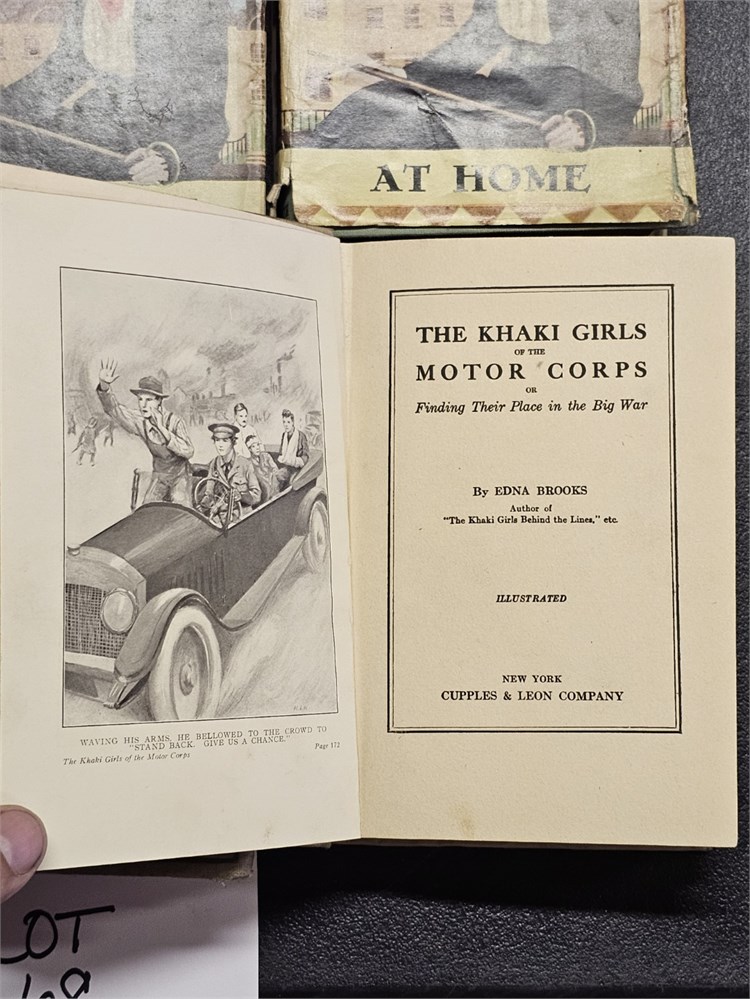 AT HOME
WAVING HIS ARMS, HE BELLOWED TO THE CROWD TO
"STAND BACK. GIVE US A CHANCE."
Page 172
The Khaki Girls of the Motor Corps
THE KHAKI GIRLS
OF THE
MOTOR CORPS
OR
Finding Their Place in the Big War
By EDNA BROOKS
Author of
"The Khaki Girls Behind the Lines," etc.
ILLUSTRATED
NEW YORK
CUPPLES & LEON COMPANY
LOT